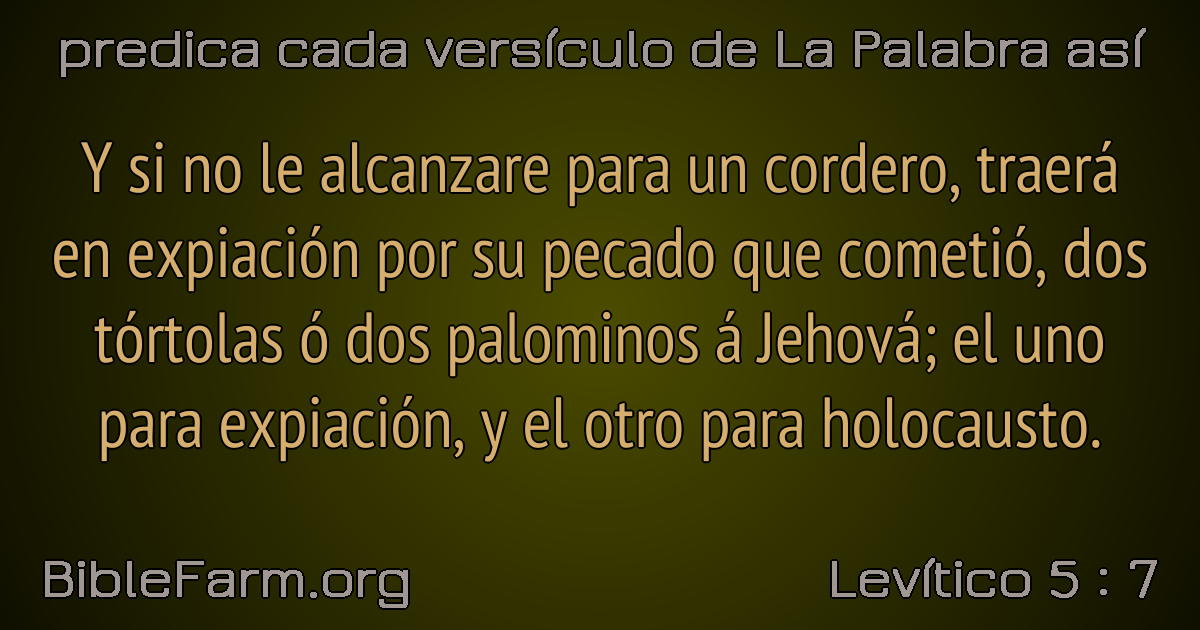 predica cada versículo de La Palabra así
Y si no le alcanzare para un cordero, traerá
en expiación por su pecado que cometió, dos
tórtolas ó dos palominos á Jehová; el uno
para expiación, y el otro para holocausto.
BibleFarm.org
Levítico 5 : 7